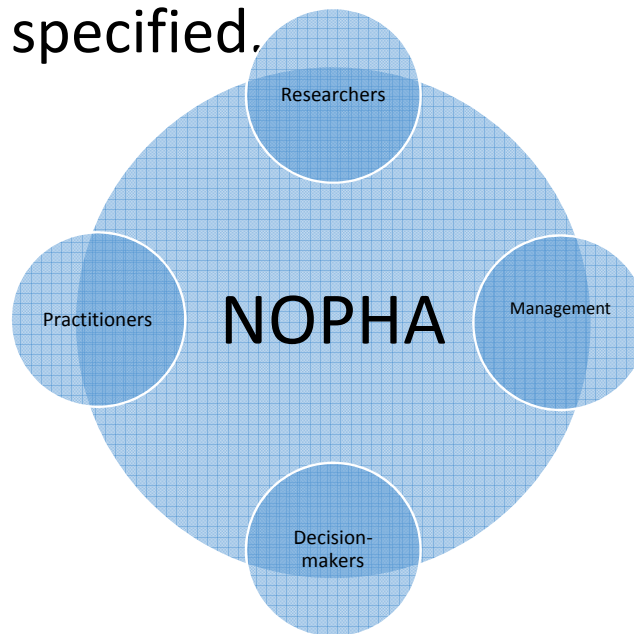 specified.
Researchers
Practitioners
NOPHA
Management
Decision-
makers